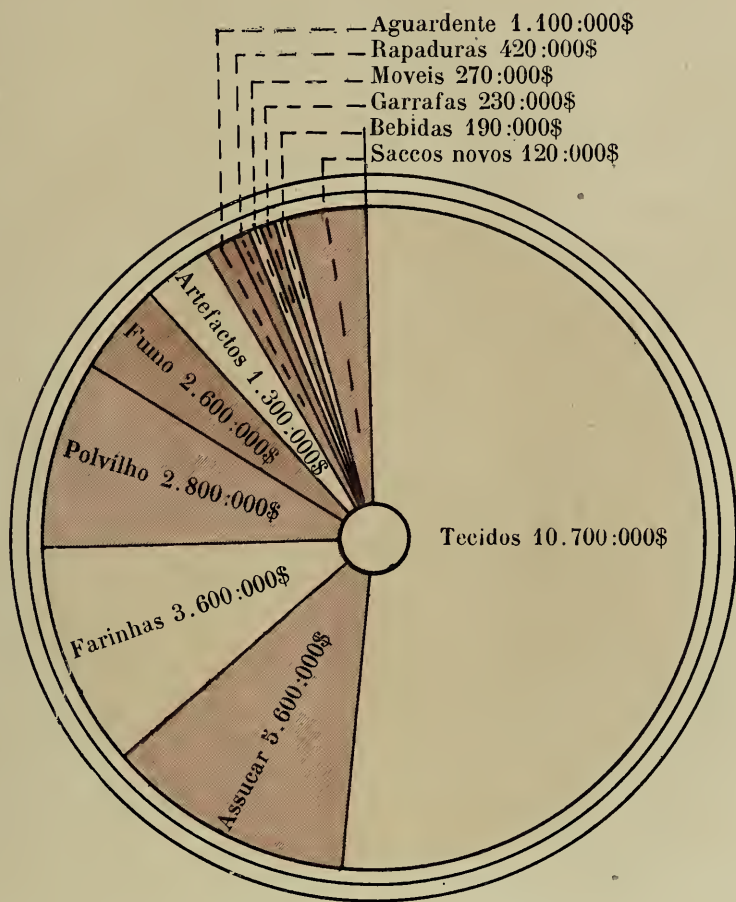 Aguardente 1.100:000$
Rapaduras 420:000$
Moveis 270:000$
Garrafas 230:000$
Bebidas 190:000$
Saccos novos 120:000$
Artefactos 1.300:000$
Fumo 2.600:000$
Polvilho 2.800:000$
Farinhas 3.600:000$
Assucar 5.600:000$
Tecidos 10.700:000$